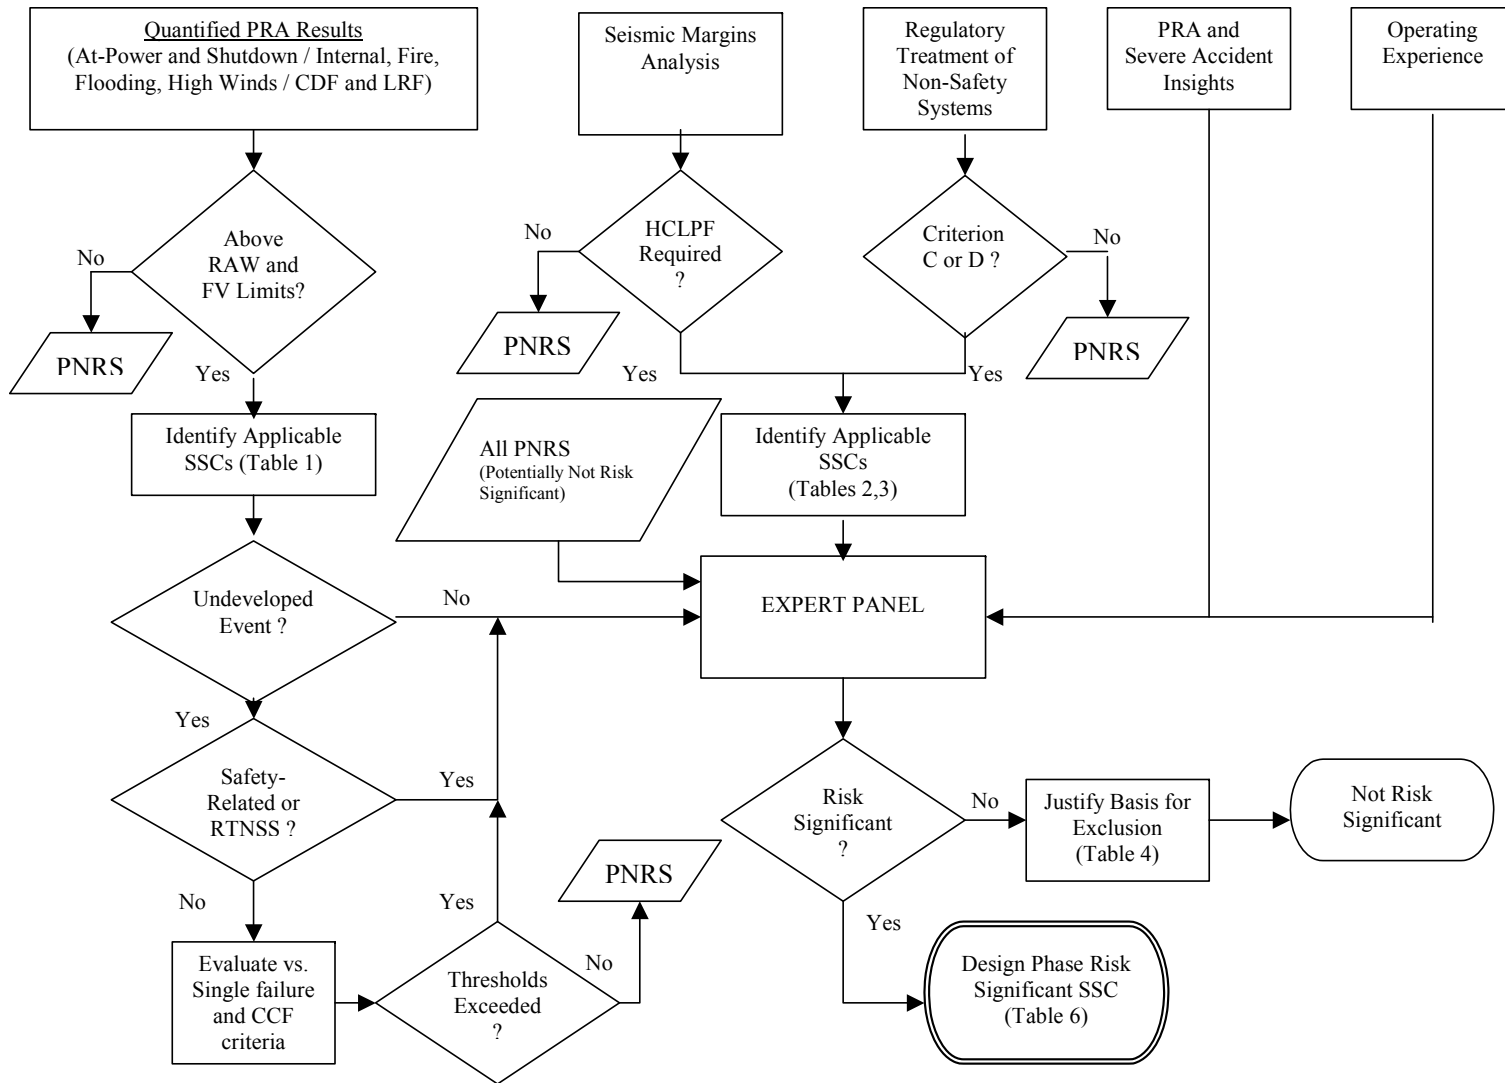 Quantified PRA Results
(At-Power and Shutdown / Internal, Fire,
Flooding, High Winds / CDF and LRF)
Seismic Margins
Analysis
Regulatory
Treatment of
Non-Safety
Systems
PRA and
Severe Accident
Insights
Operating
Experience
No
Above
RAW and
FV Limits?
PNRS
Yes
No
HCLPF
Required
?
PNRS
Yes
Criterion
C or D ?
No
PNRS
Yes
Identify Applicable
SSCs (Table 1)
All PNRS
(Potentially Not Risk
Significant)
Identify Applicable
SSCs
(Tables 2,3)
Undeveloped
Event ?
No
Yes
EXPERT PANEL
Safety-
Related or
RTNSS ?
Yes
No
Evaluate vs.
Single failure
and CCF
criteria
Yes
Thresholds
Exceeded
?
No
PNRS
Risk
Significant
?
No
Justify Basis for
Exclusion
(Table 4)
Not Risk
Significant
Yes
Design Phase Risk
Significant SSC
(Table 6)